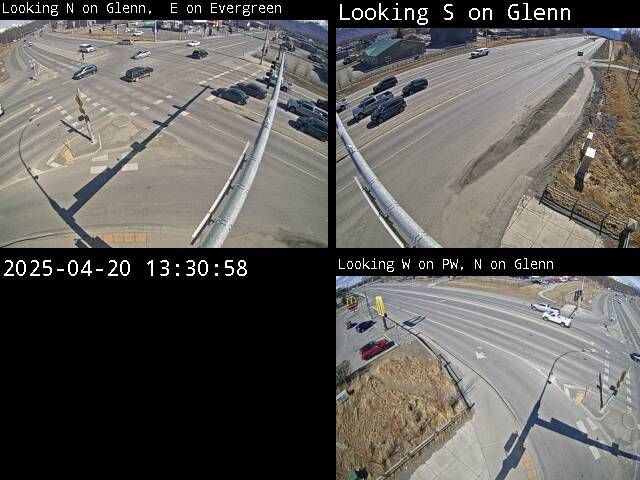 Looking N on Glenn,  E on Evergreen
Looking S on Glenn
2025-04-20 13:30:58
Looking W on PW, N on Glenn